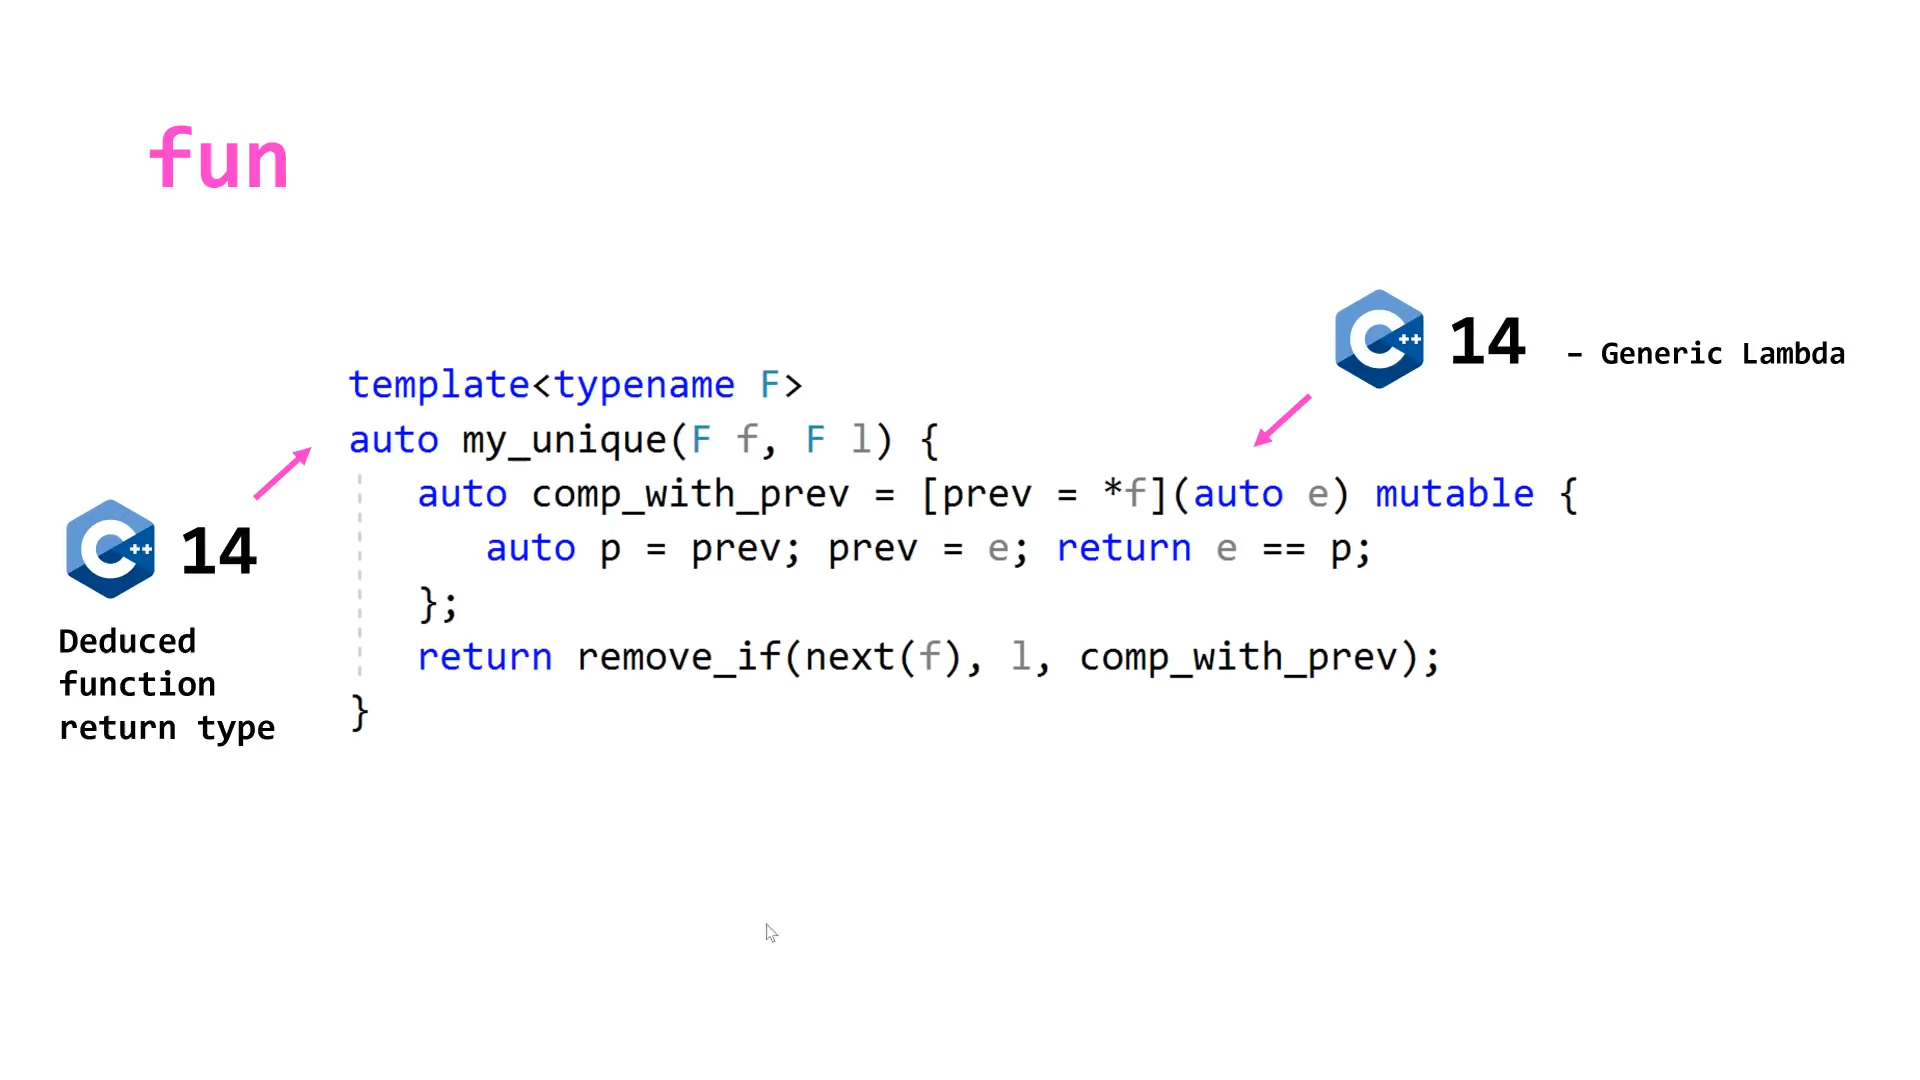 fun
C++ 14 – Generic Lambda
template<typename F>
auto my_unique(F f, F l) {
auto comp_with_prev = [prev = *f](auto e) mutable {
auto p = prev; prev = e; return e == p;
};
return remove_if(next(f), l, comp_with_prev);
}
C++ 14
Deduced
function
return type